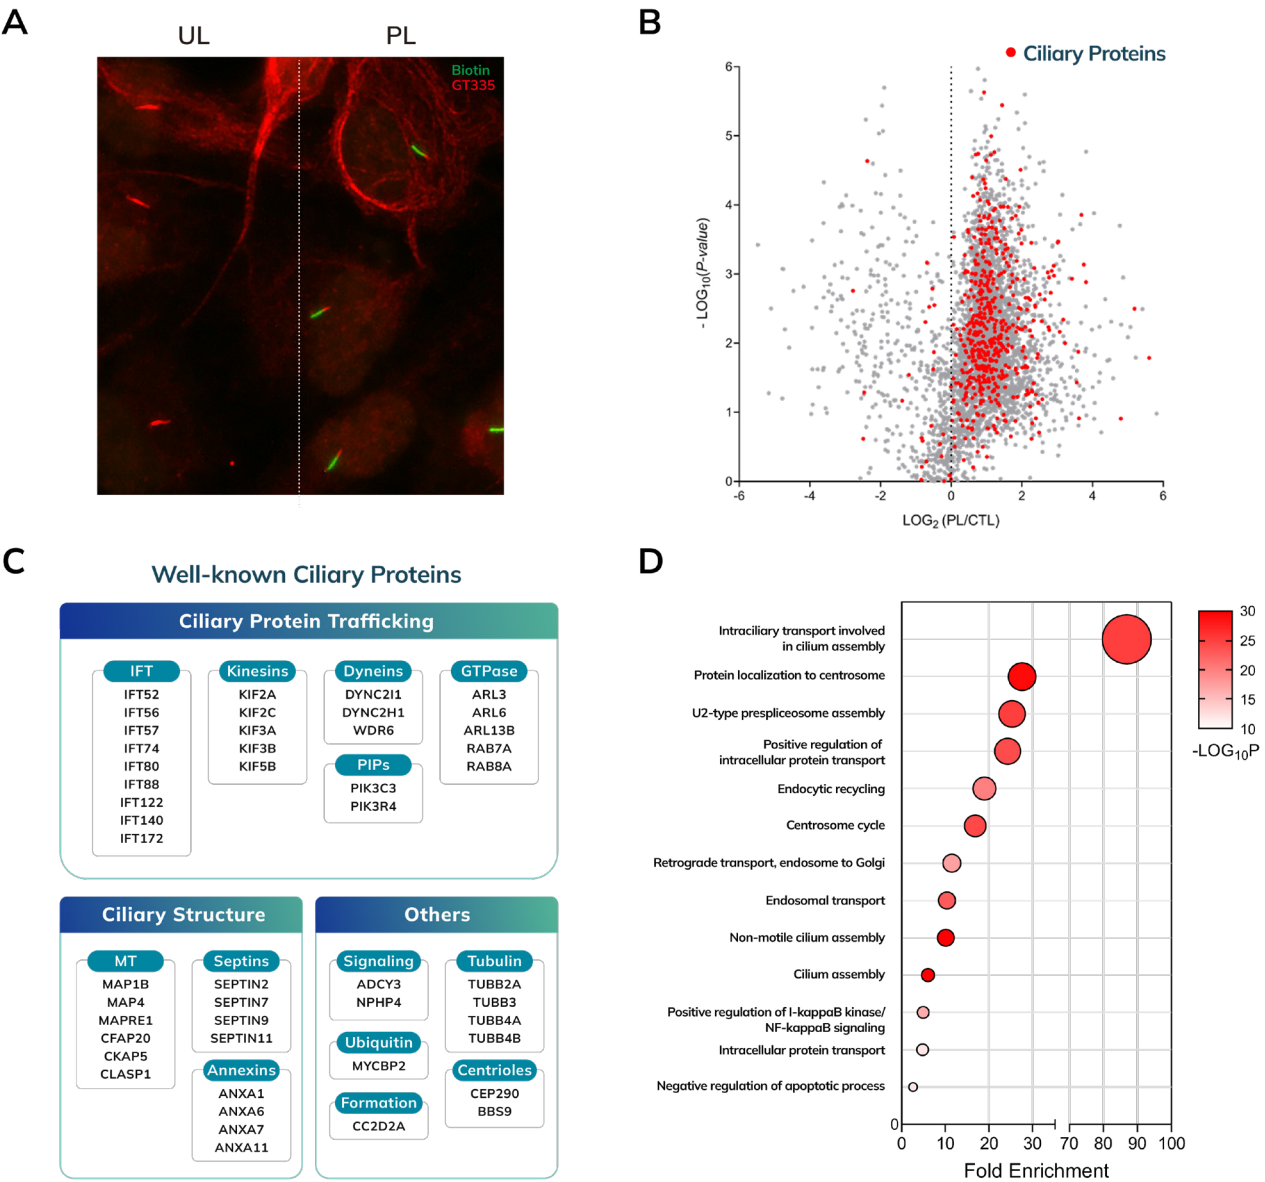 A
UL
PL
Biotin
GT335
B
Ciliary Proteins
6
5
4
3
2
1
0
- LOG10(P-value)
-6
-4
-2
0
2
4
6
LOG2 (PL/CTL)
C
Well-known Ciliary Proteins
Ciliary Protein Trafficking
IFT
IFT52
IFT56
IFT57
IFT74
IFT80
IFT88
IFT122
IFT140
IFT172
Kinesins
KIF2A
KIF2C
KIF3A
KIF3B
KIF5B
Dyneins
DYNC2I1
DYNC2H1
WDR6
PIPs
PIK3C3
PIK3R4
GTPase
ARL3
ARL6
ARL13B
RAB7A
RAB8A
Ciliary Structure
MT
MAP1B
MAP4
MAPRE1
CFAP20
CKAP5
CLASP1
Septins
SEPTIN2
SEPTIN7
SEPTIN9
SEPTIN11
Annexins
ANXA1
ANXA6
ANXA7
ANXA11
Others
Signaling
ADCY3
NPHP4
Ubiquitin
MYCBP2
Formation
CC2D2A
Tubulin
TUBB2A
TUBB3
TUBB4A
TUBB4B
Centrioles
CEP290
BBS9
D
Intraciliary transport involved
in cilium assembly
Protein localization to centrosome
U2-type prespliceosome assembly
Positive regulation of
intracellular protein transport
Endocytic recycling
Centrosome cycle
Retrograde transport, endosome to Golgi
Endosomal transport
Non-motile cilium assembly
Cilium assembly
Positive regulation of I-kappaB kinase/
NF-kappaB signaling
Intracellular protein transport
Negative regulation of apoptotic process
0
0
10
20
30
70
80
90
100
Fold Enrichment
30
25
20
15
10
-LOG10P